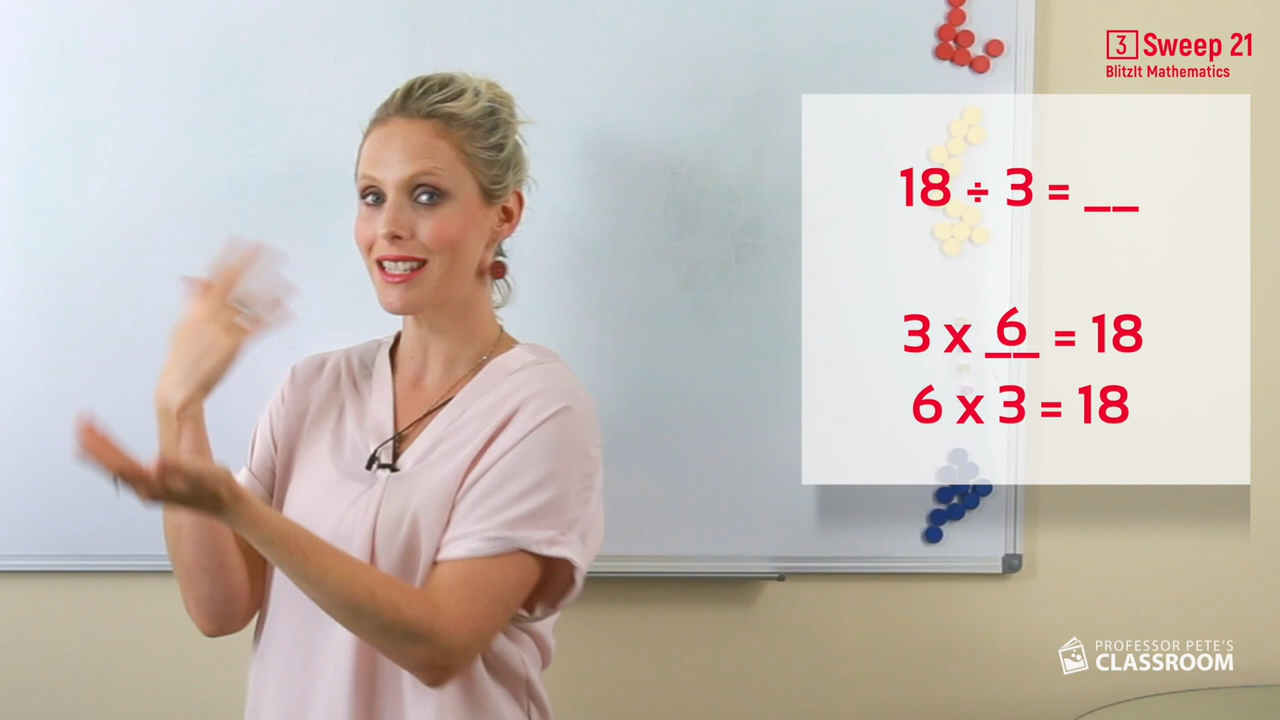 3 Sweep 21
BlitzIt Mathematics
18 ÷ 3 = __
3 x 6 = 18
6 x 3 = 18
PROFESSOR PETE'S
CLASSROOM